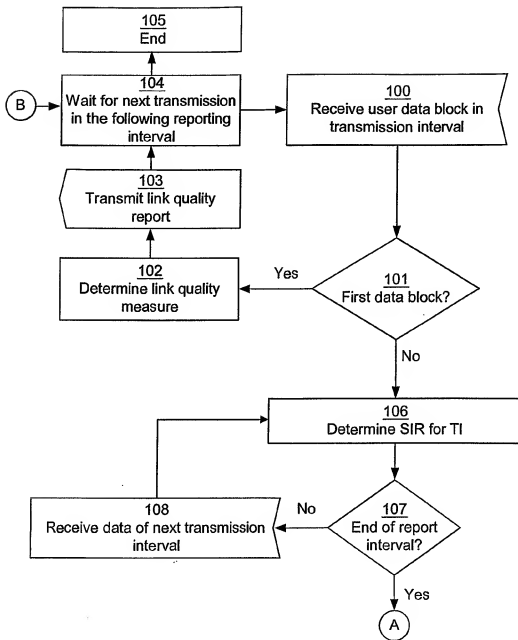 105
End
B
104
Wait for next transmission
in the following reporting
interval
100
Receive user data block in
transmission interval
103
Transmit link quality
report
102
Determine link quality
measure
Yes
101
First data block?
No
106
Determine SIR for TI
108
Receive data of next transmission
interval
No
107
End of report
interval?
Yes
A